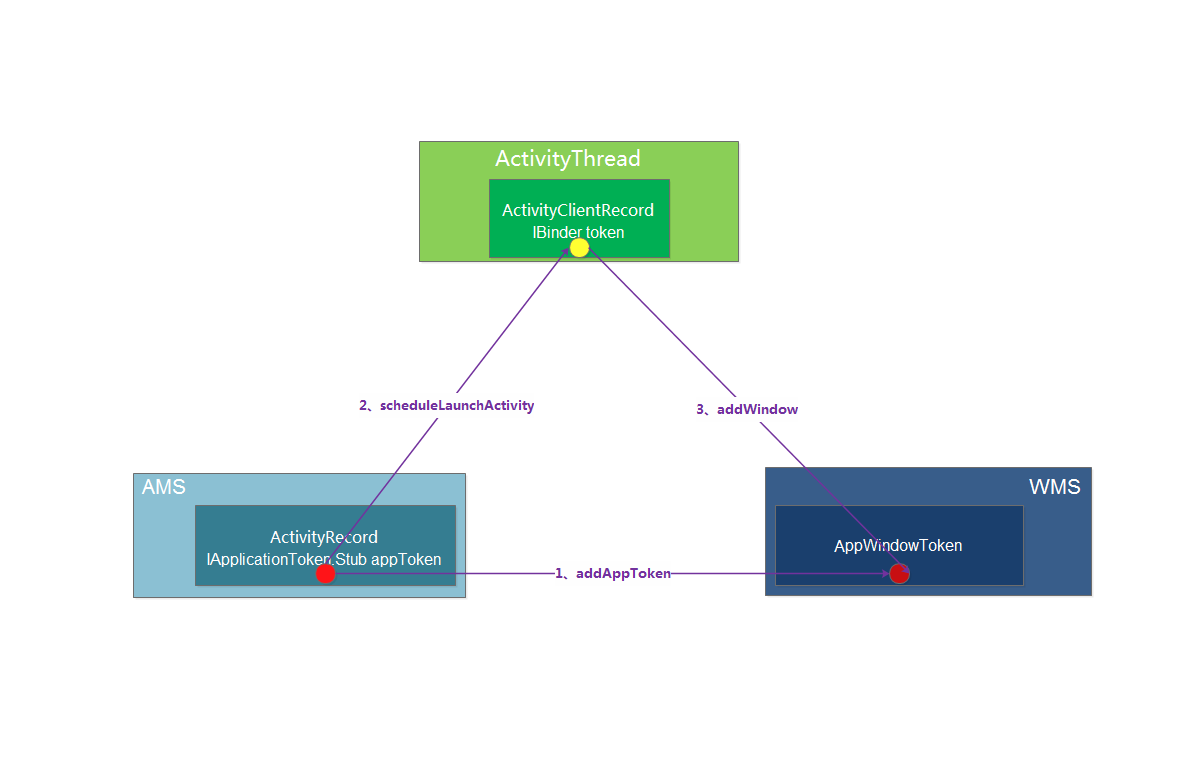 ActivityThread
ActivityClientRecord
IBinder token
2、scheduleLaunchActivity
3、addWindow
AMS
ActivityRecord
IApplicationToken.Stub appToken
1、addAppToken
WMS
AppWindowToken